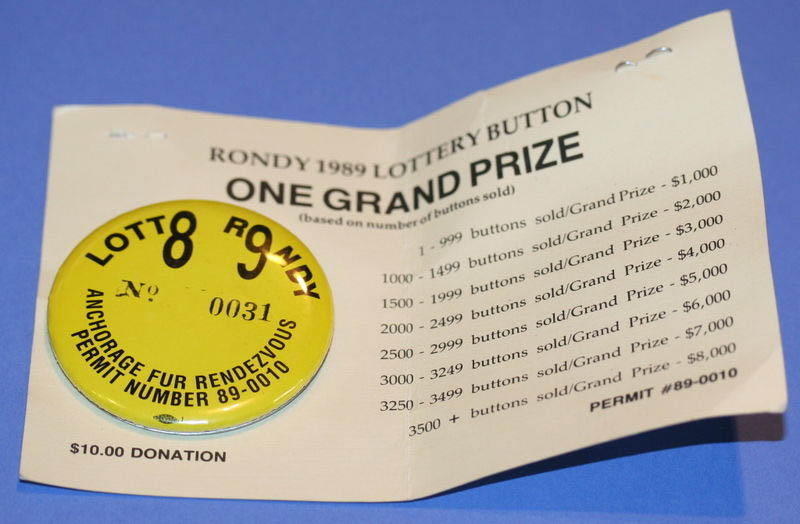 RONDY 1989 LOTTERY BUTTON
ONE GRAND PRIZE
(based on number of buttons sold)
1 - 999 buttons sold/Grand Prize - $1,000
1000 - 1499 buttons sold/Grand Prize - $2,000
1500 - 1999 buttons sold/Grand Prize - $3,000
2000 - 2499 buttons sold/Grand Prize - $4,000
2500 - 2999 buttons sold/Grand Prize - $5,000
3000 - 3249 buttons sold/Grand Prize - $6,000
3250 - 3499 buttons sold/Grand Prize - $7,000
3500 + buttons sold/Grand Prize - $8,000
PERMIT #89-0010
LOTT8 R9NDY
Nº 0031
ANCHORAGE FUR RENDEZVOUS
PERMIT NUMBER 89-0010
$10.00 DONATION